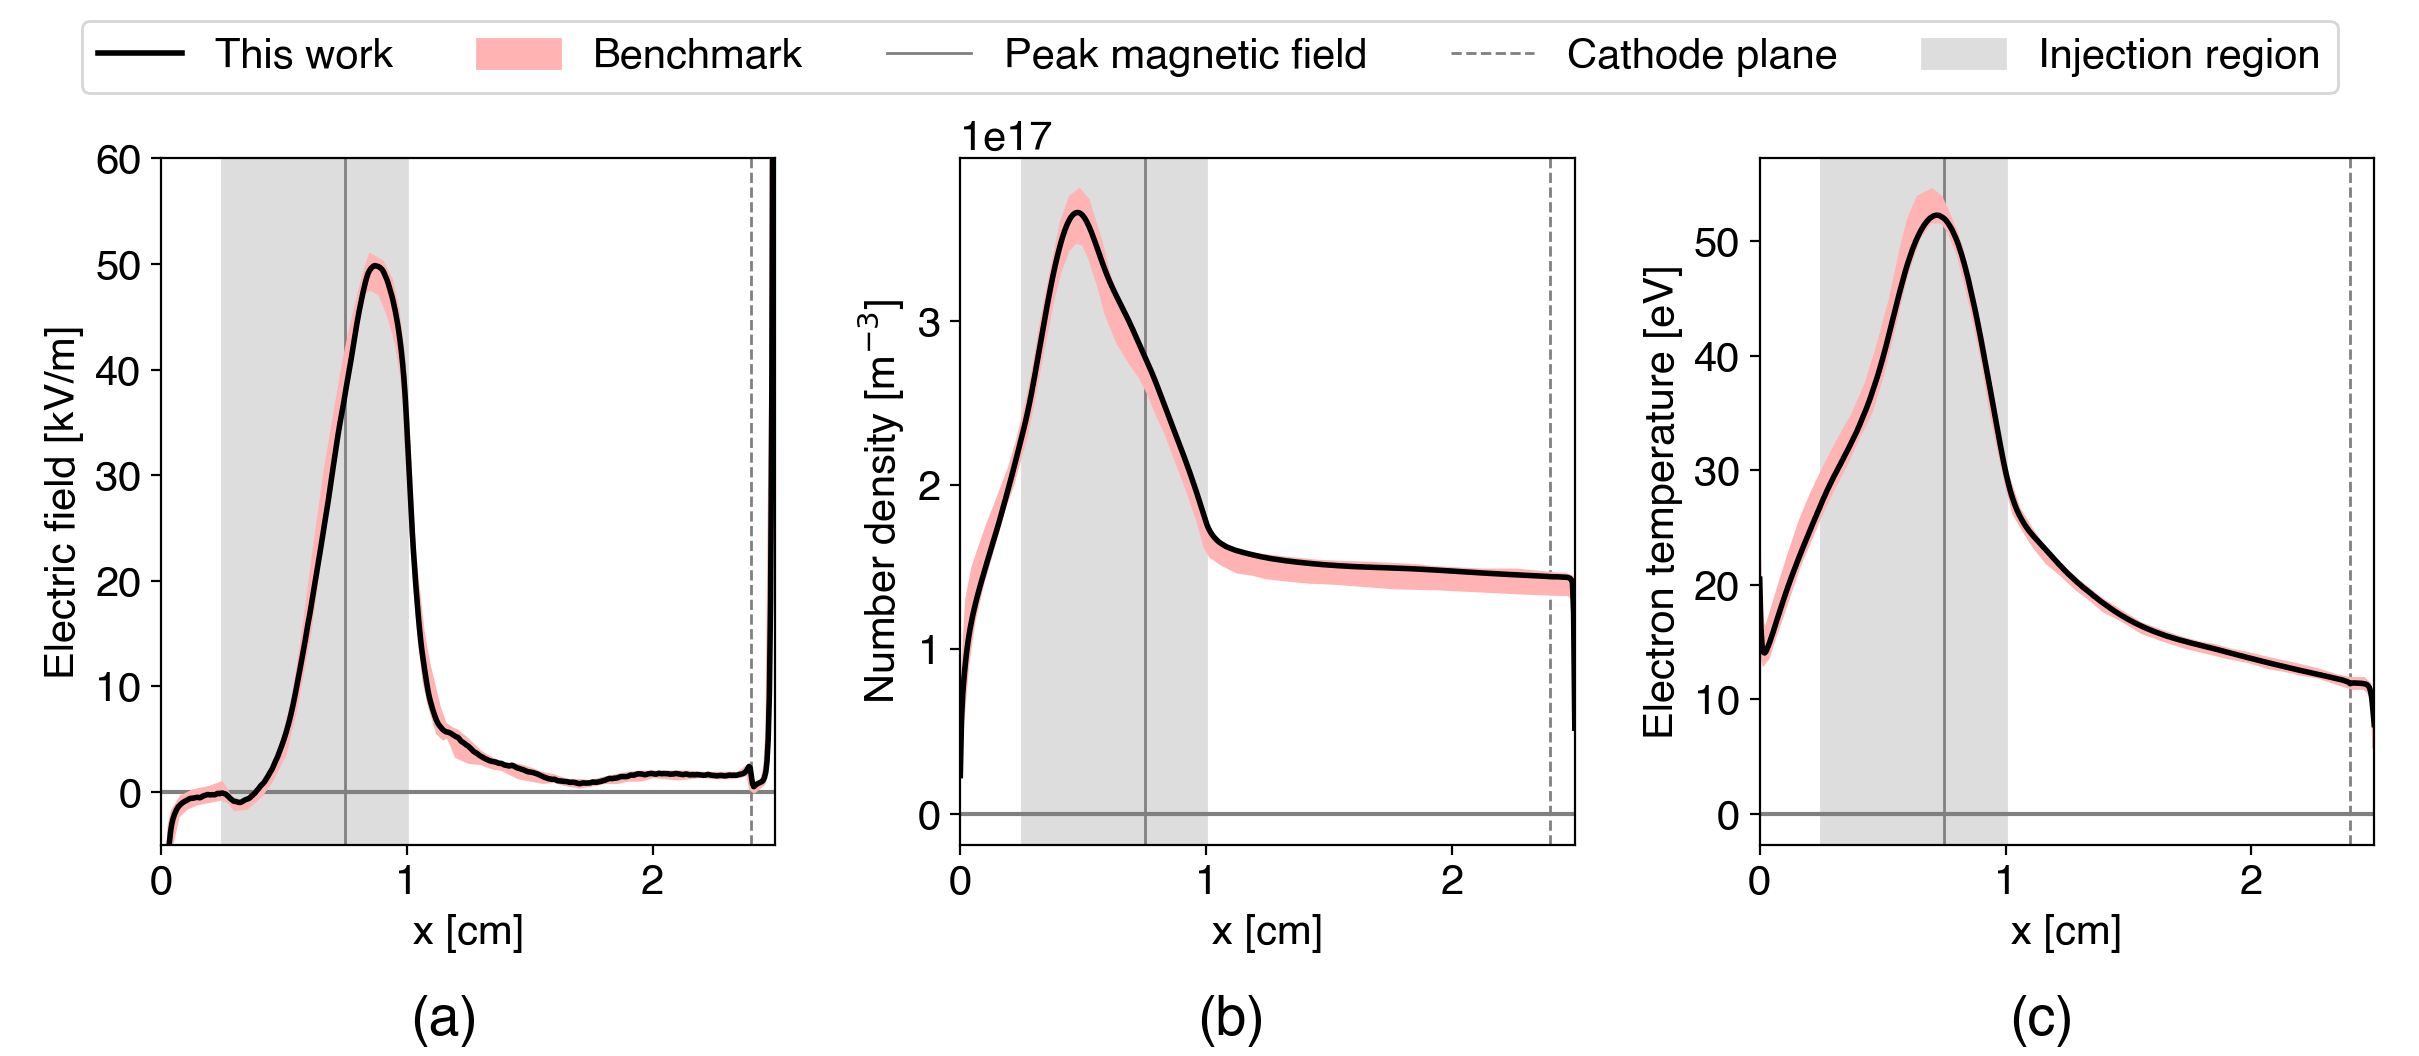 This work Benchmark Peak magnetic field Cathode plane Injection region
Electric field [kV/m]
60
50
40
30
20
10
0
0 1 2
x [cm]
(a)
1e17
Number density [m⁻³]
3
2
1
0
0 1 2
x [cm]
(b)
Electron temperature [eV]
50
40
30
20
10
0
0 1 2
x [cm]
(c)